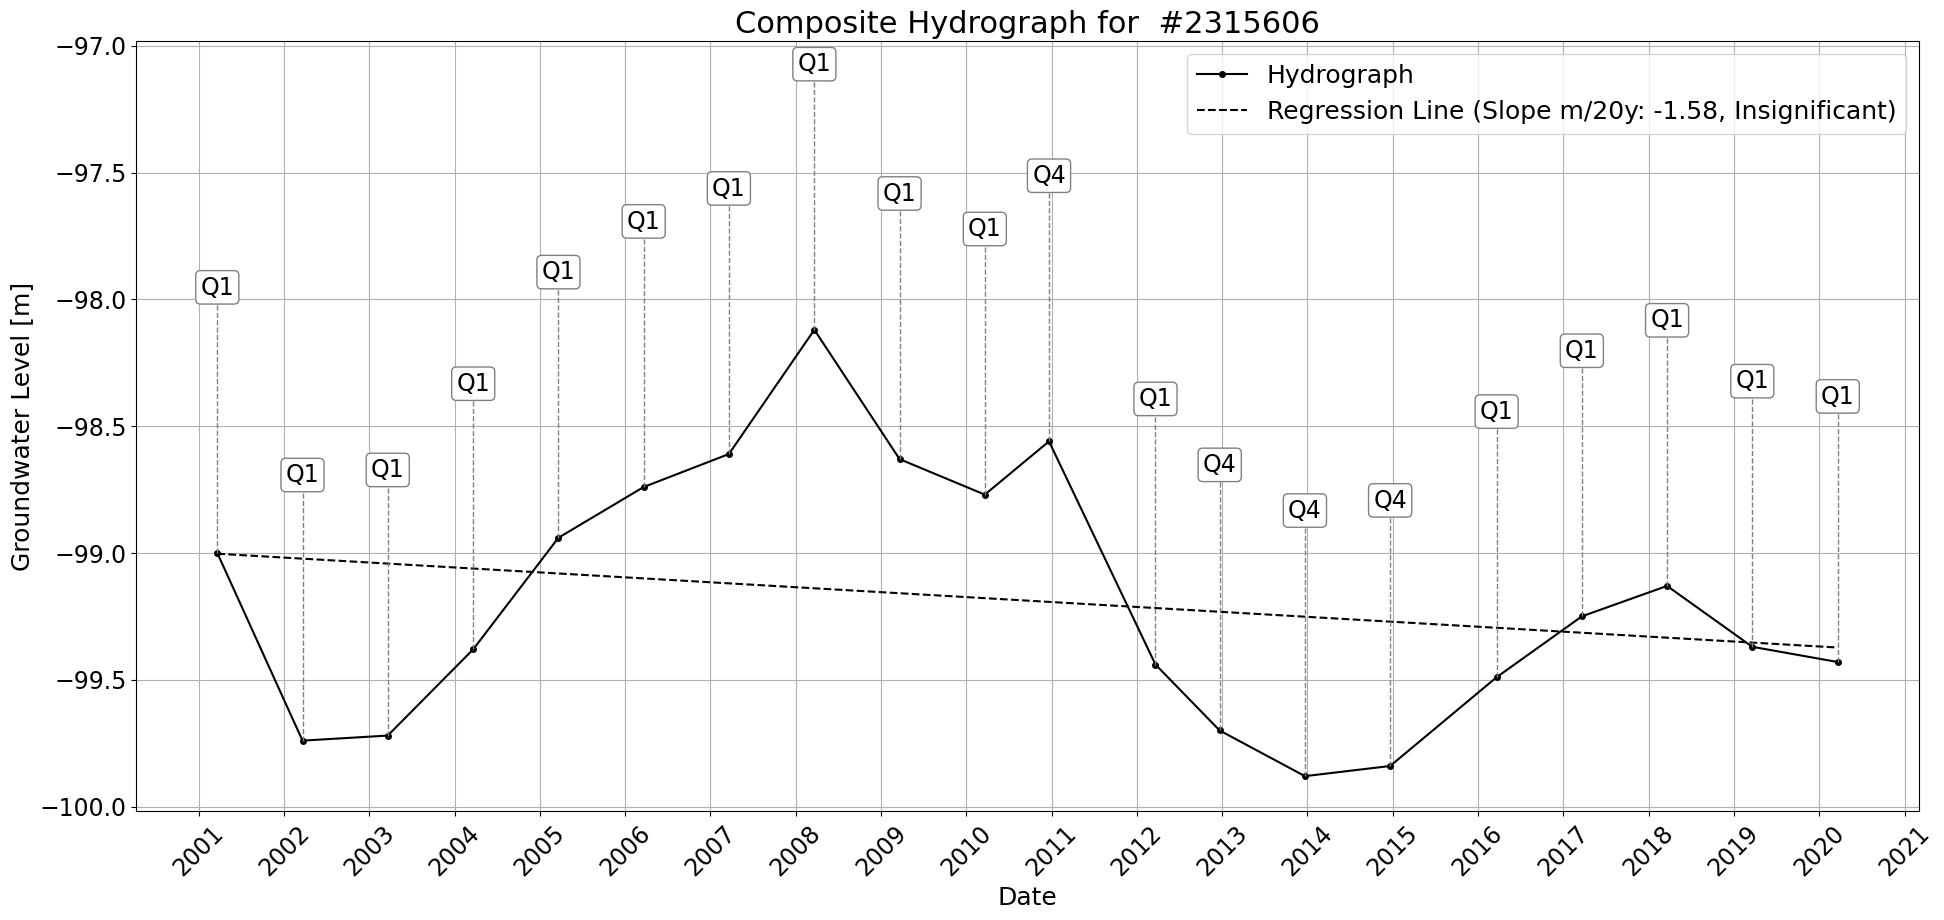 Composite Hydrograph for  #2315606
Hydrograph
Regression Line (Slope m/20y: -1.58, Insignificant)
Groundwater Level [m]
−97.0
−97.5
−98.0
−98.5
−99.0
−99.5
−100.0
Q1
Q1
Q1
Q1
Q1
Q1
Q1
Q1
Q1
Q1
Q4
Q1
Q4
Q4
Q4
Q1
Q1
Q1
Q1
Q1
2001
2002
2003
2004
2005
2006
2007
2008
2009
2010
2011
2012
2013
2014
2015
2016
2017
2018
2019
2020
2021
Date